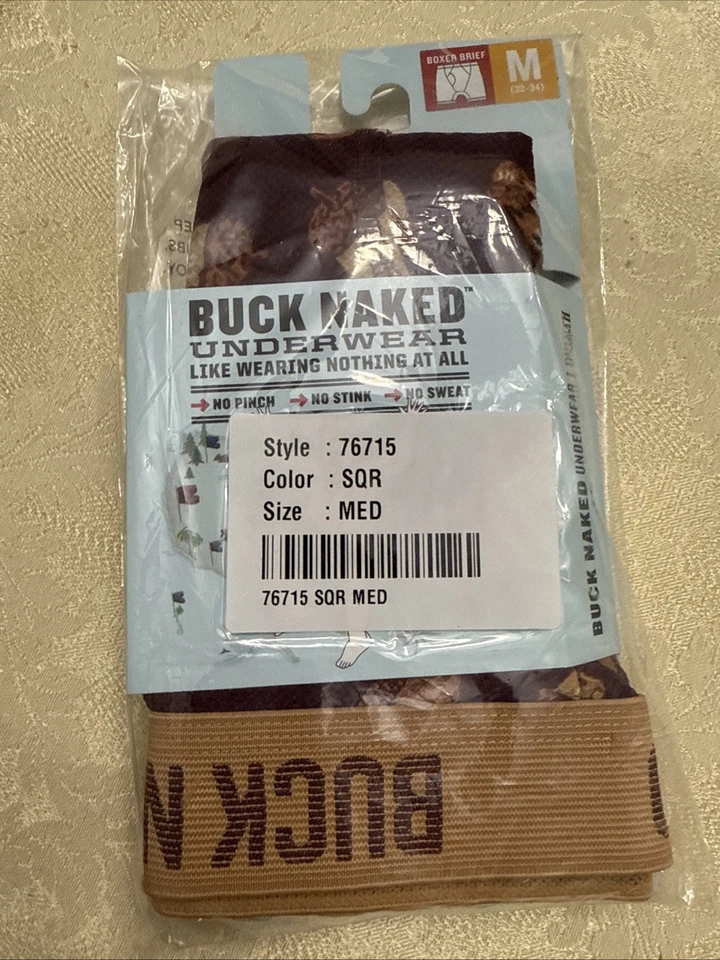 BOXER BRIEF
M
(32-34)
BUCK NAKED™
UNDERWEAR
LIKE WEARING NOTHING AT ALL
NO PINCH NO STINK NO SWEAT
Style : 76715
Color : SQR
Size : MED
76715 SQR MED
BUCK NAKED UNDERWEAR
BUCK N